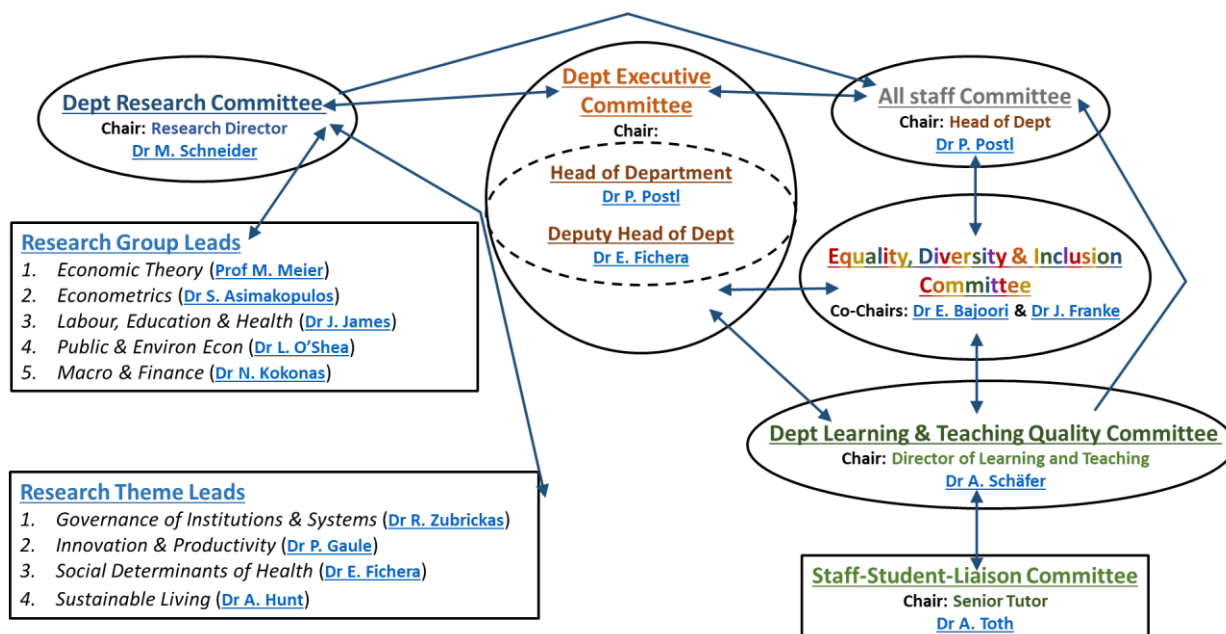 Dept Research Committee
Chair: Research Director
Dr M. Schneider
Dept Executive
Committee
Chair:
Head of Department
Dr P. Postl
Deputy Head of Dept
Dr E. Fichera
All staff Committee
Chair: Head of Dept
Dr P. Postl
Research Group Leads
1. Economic Theory (Prof M. Meier)
2. Econometrics (Dr S. Asimakopulos)
3. Labour, Education & Health (Dr J. James)
4. Public & Environ Econ (Dr L. O’Shea)
5. Macro & Finance (Dr N. Kokonas)
Equality, Diversity & Inclusion
Committee
Co-Chairs: Dr E. Bajoori & Dr J. Franke
Dept Learning & Teaching Quality Committee
Chair: Director of Learning and Teaching
Dr A. Schäfer
Research Theme Leads
1. Governance of Institutions & Systems (Dr R. Zubrickas)
2. Innovation & Productivity (Dr P. Gaule)
3. Social Determinants of Health (Dr E. Fichera)
4. Sustainable Living (Dr A. Hunt)
Staff-Student-Liaison Committee
Chair: Senior Tutor
Dr A. Toth